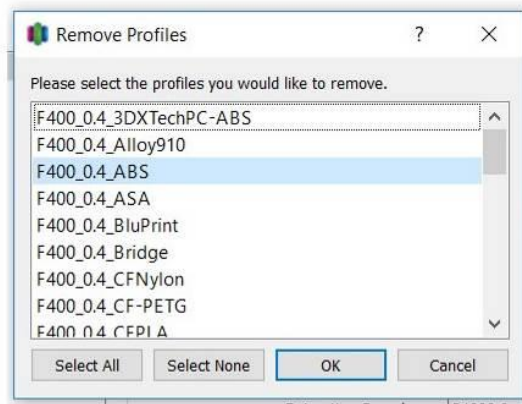 Remove Profiles
Please select the profiles you would like to remove.
F400_0.4_3DXTechPC-ABS
F400_0.4_Alloy910
F400_0.4_ABS
F400_0.4_ASA
F400_0.4_BluPrint
F400_0.4_Bridge
F400_0.4_CFNylon
F400_0.4_CF-PETG
F400_0.4_CFPLA
Select All Select None OK Cancel